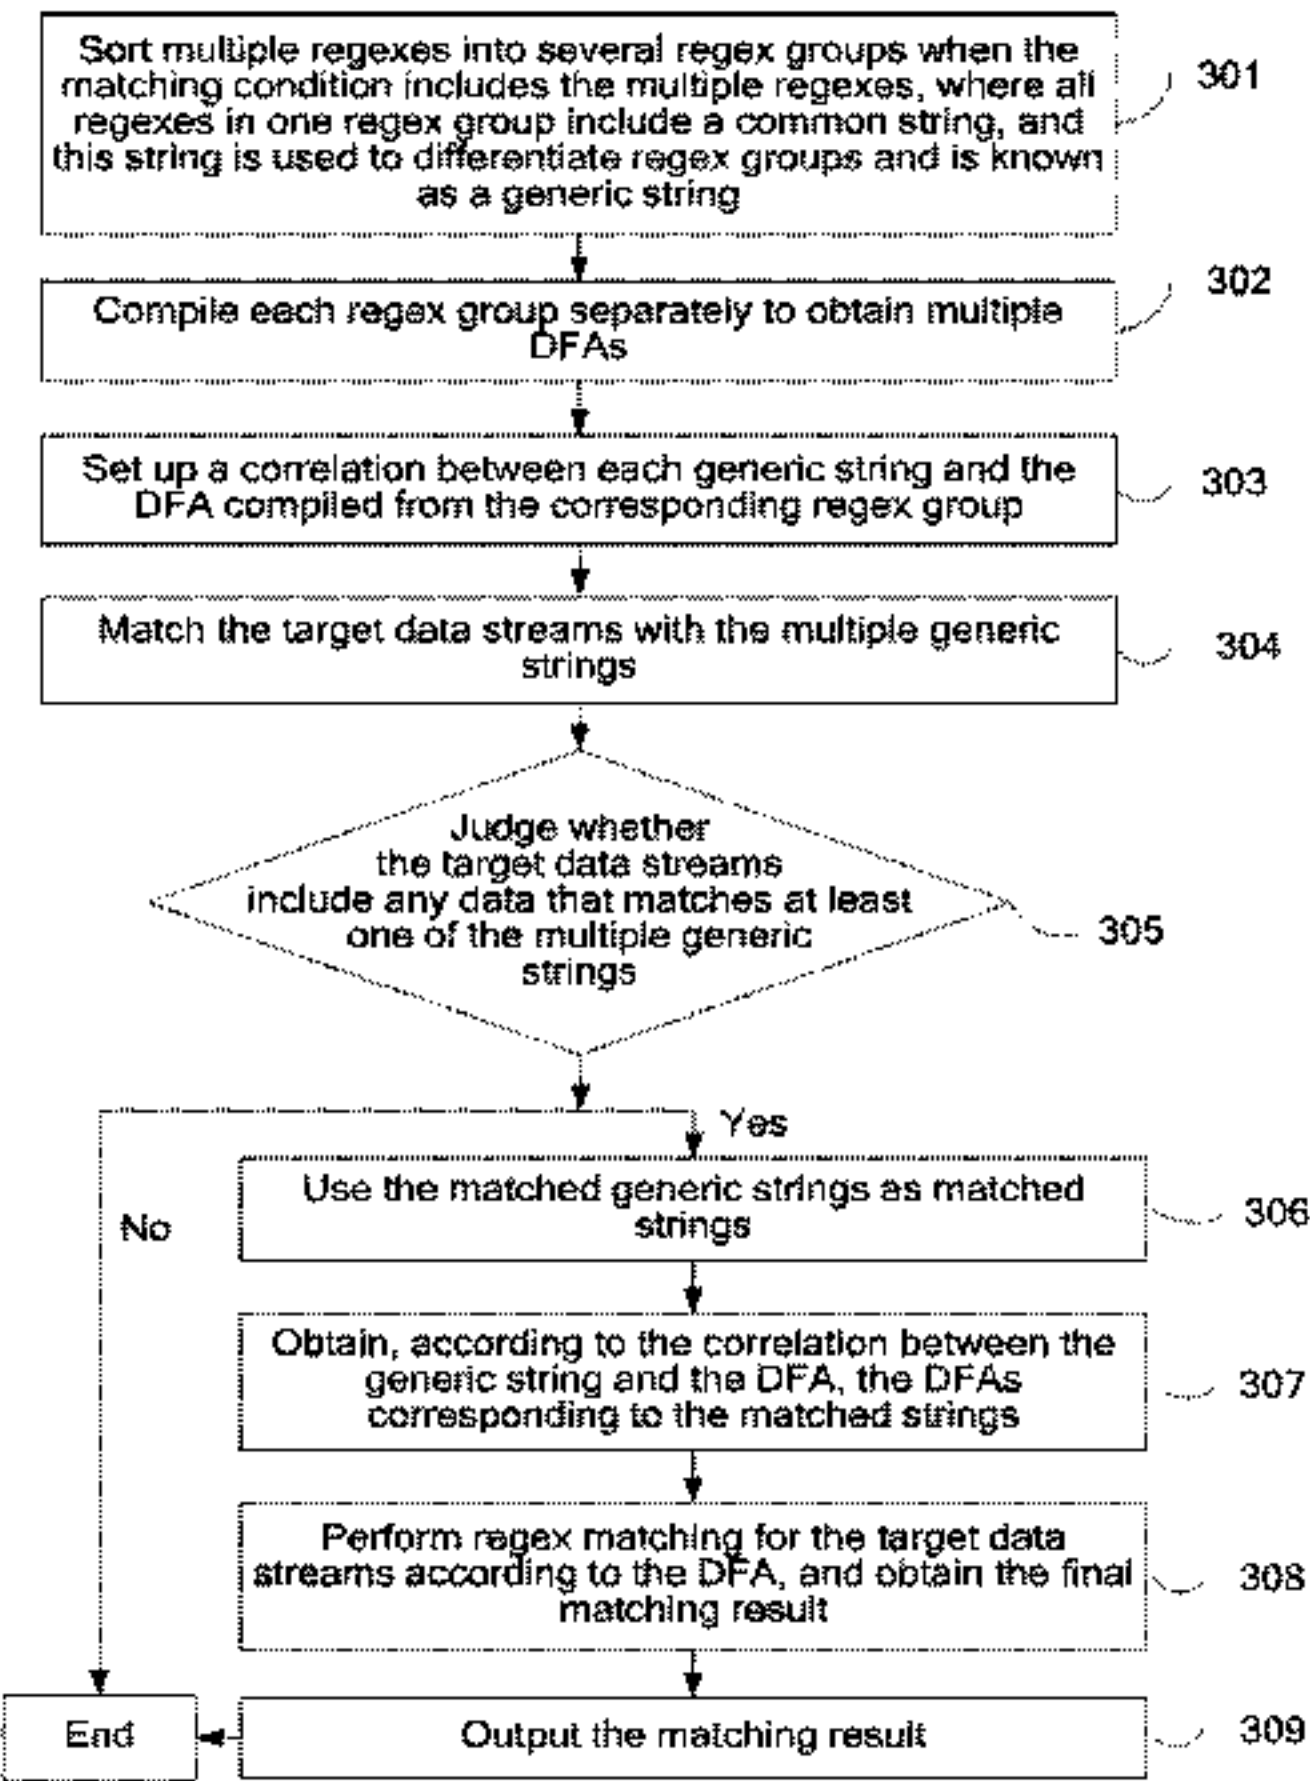 Sort multiple regexes into several regex groups when the
matching condition includes the multiple regexes, where all
regexes in one regex group include a common string, and
this string is used to differentiate regex groups and is known
as a generic string
301
Compile each regex group separately to obtain multiple
DFAs
302
Set up a correlation between each generic string and the
DFA compiled from the corresponding regex group
303
Match the target data streams with the multiple generic
strings
304
Judge whether
the target data streams
include any data that matches at least
one of the multiple generic
strings
305
Yes
No
Use the matched generic strings as matched
strings
306
Obtain, according to the correlation between the
generic string and the DFA, the DFAs
corresponding to the matched strings
307
Perform regex matching for the target data
streams according to the DFA, and obtain the final
matching result
308
End
Output the matching result
309